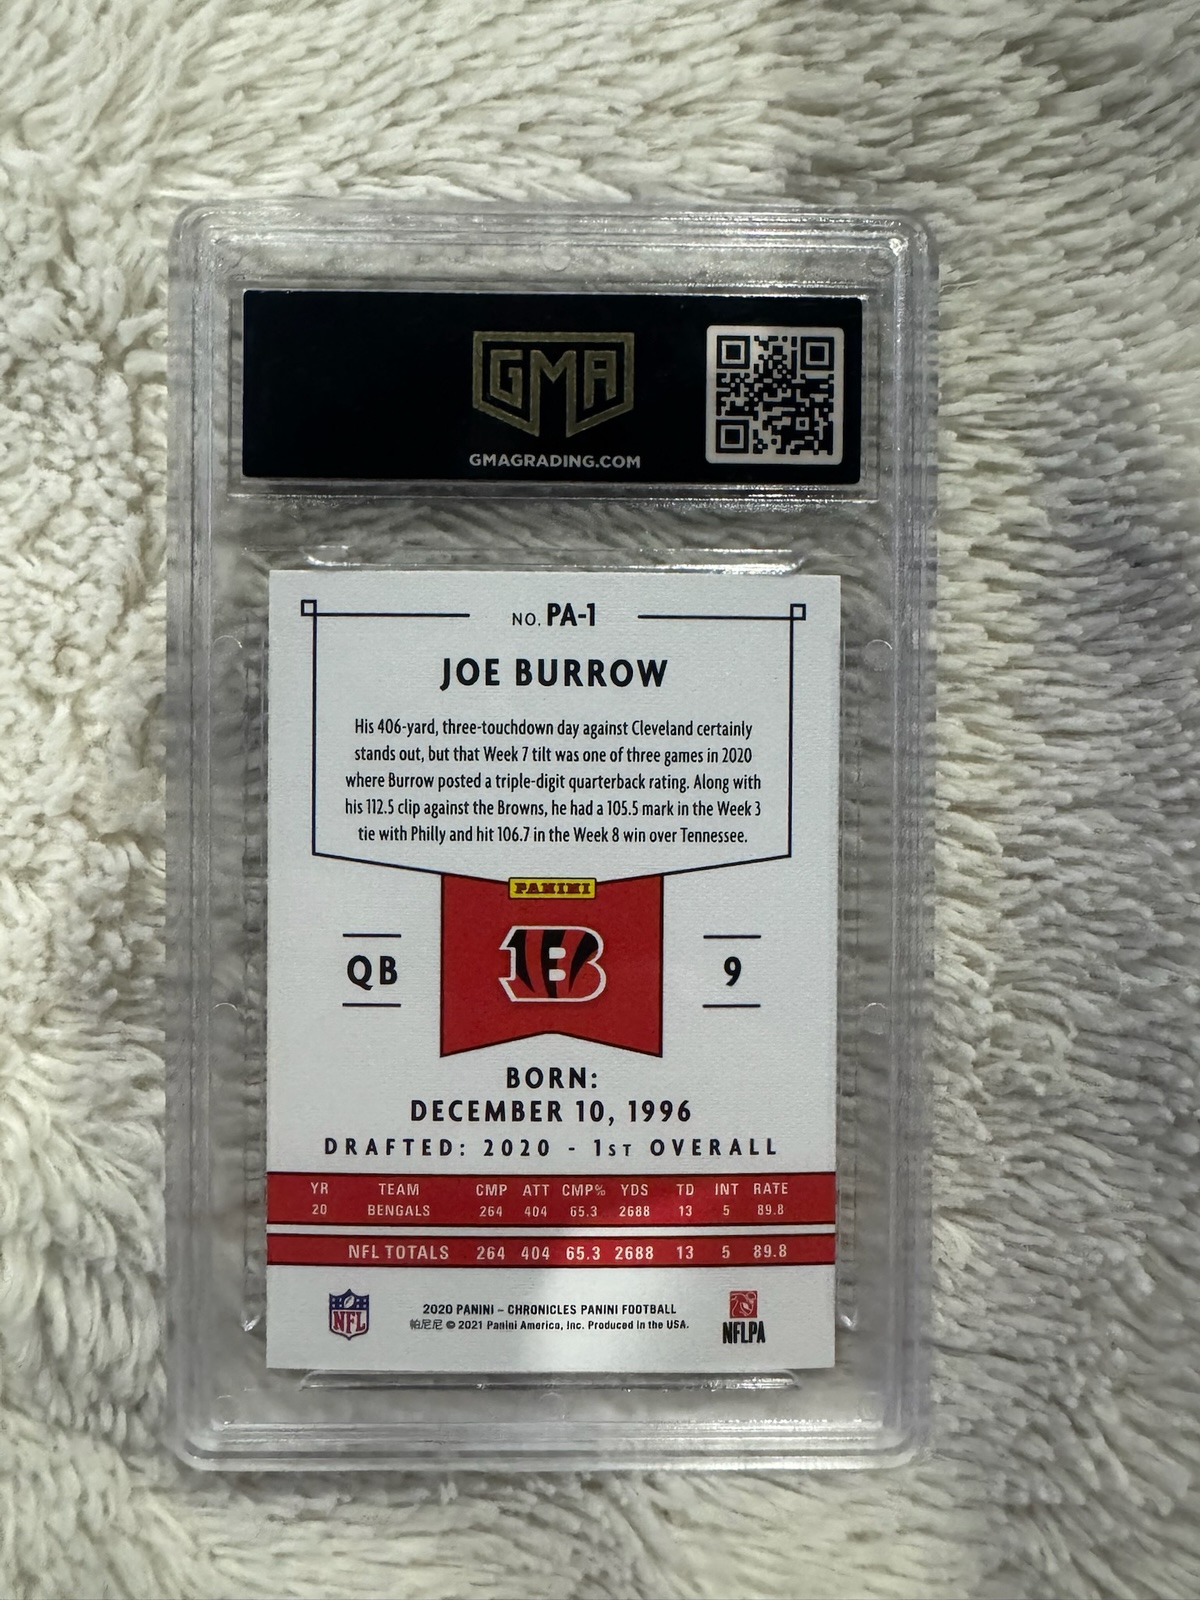 GMA
GMAGRADING.COM
NO. PA-1
JOE BURROW
His 406-yard, three-touchdown day against Cleveland certainly
stands out, but that Week 7 tilt was one of three games in 2020
where Burrow posted a triple-digit quarterback rating. Along with
his 112.5 clip against the Browns, he had a 105.5 mark in the Week 3
tie with Philly and hit 106.7 in the Week 8 win over Tennessee.
PANINI
B
QB 9
BORN:
DECEMBER 10, 1996
DRAFTED: 2020 - 1ST OVERALL
YR TEAM CMP ATT CMP% YDS TD INT RATE
20 BENGALS 264 404 65.3 2688 13 5 89.8
NFL TOTALS 264 404 65.3 2688 13 5 89.8
NFL
2020 PANINI – CHRONICLES PANINI FOOTBALL
帕尼尼 © 2021 Panini America, Inc. Produced in the USA.
NFLPA